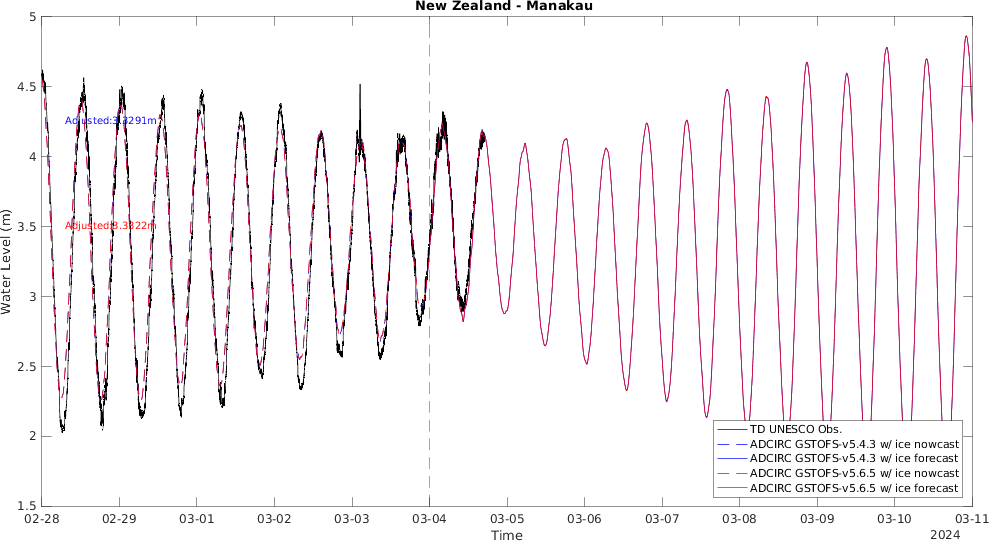 New Zealand - Manakau
5
4.5
4
3.5
3
2.5
2
1.5
Water Level (m)
Adjusted:3.3291m
Adjusted:3.3322m
TD UNESCO Obs.
ADCIRC GSTOFS-v5.4.3 w/ ice nowcast
ADCIRC GSTOFS-v5.4.3 w/ ice forecast
ADCIRC GSTOFS-v5.6.5 w/ ice nowcast
ADCIRC GSTOFS-v5.6.5 w/ ice forecast
02-28 02-29 03-01 03-02 03-03 03-04 03-05 03-06 03-07 03-08 03-09 03-10 03-11
Time
2024